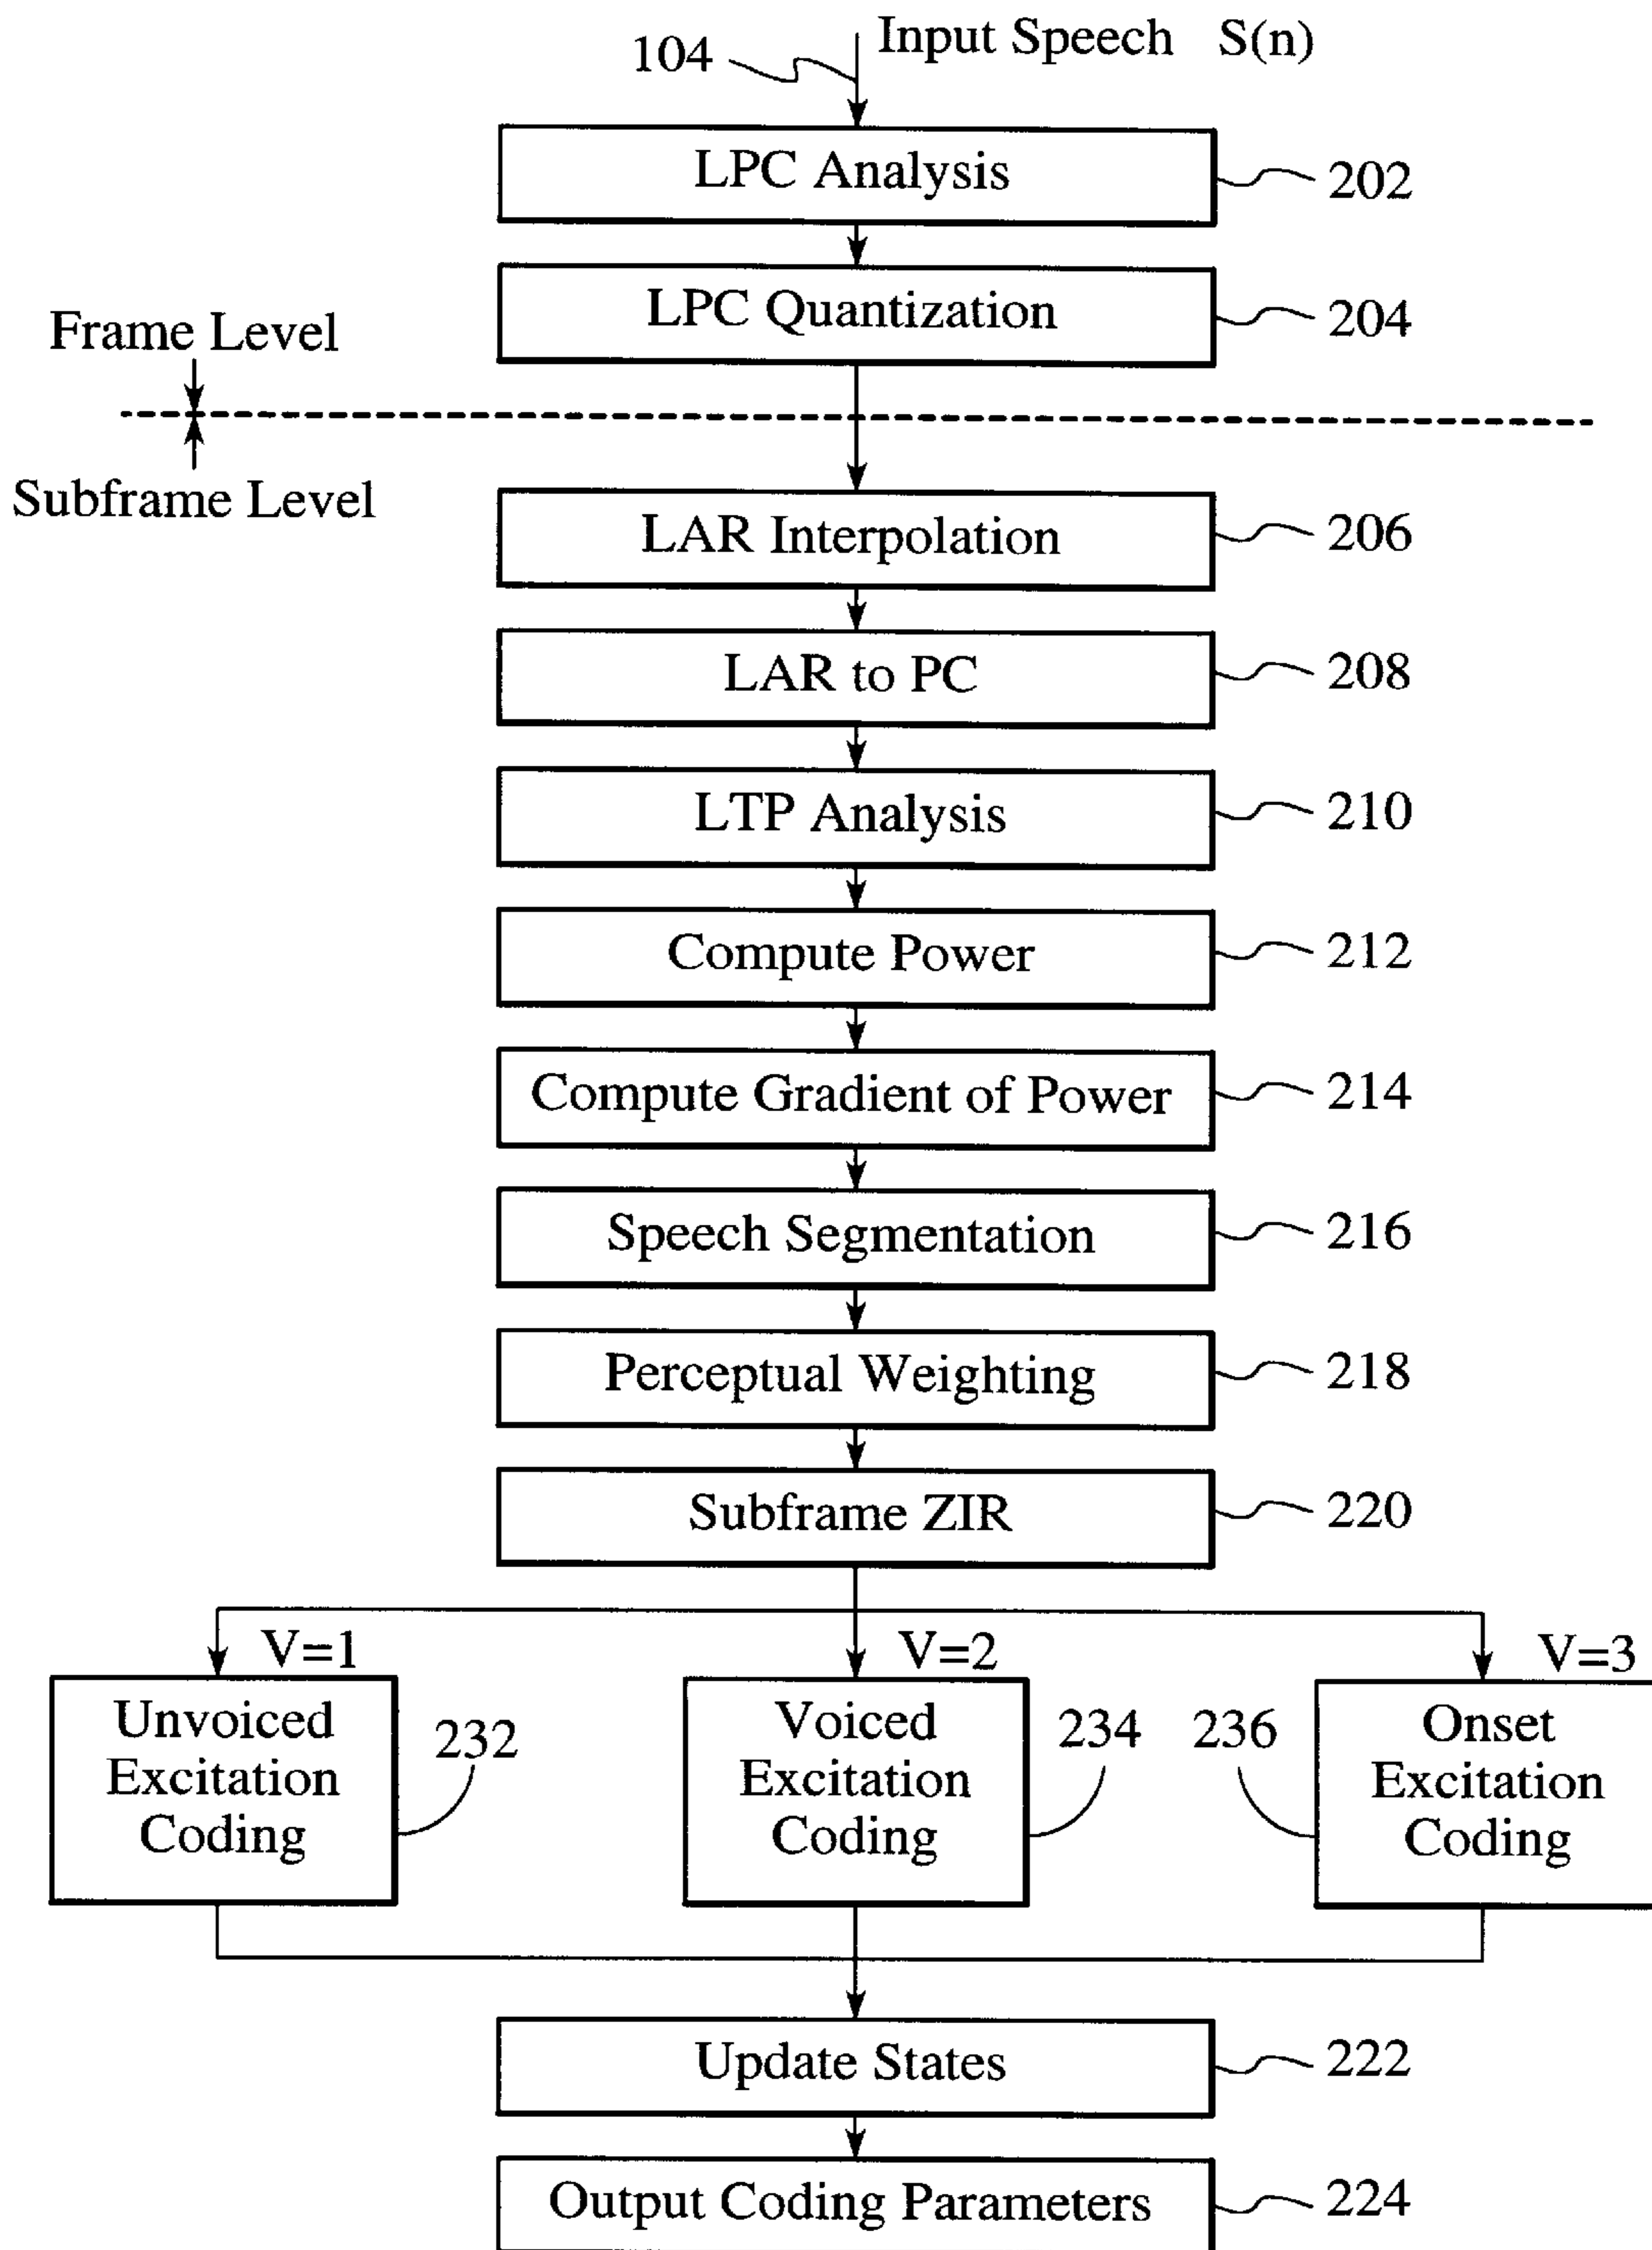 104
Input Speech S(n)
LPC Analysis
202
LPC Quantization
204
Frame Level
Subframe Level
LAR Interpolation
206
LAR to PC
208
LTP Analysis
210
Compute Power
212
Compute Gradient of Power
214
Speech Segmentation
216
Perceptual Weighting
218
Subframe ZIR
220
V=1
V=2
V=3
Unvoiced
Excitation
Coding
232
Voiced
Excitation
Coding
234
236
Onset
Excitation
Coding
Update States
222
Output Coding Parameters
224